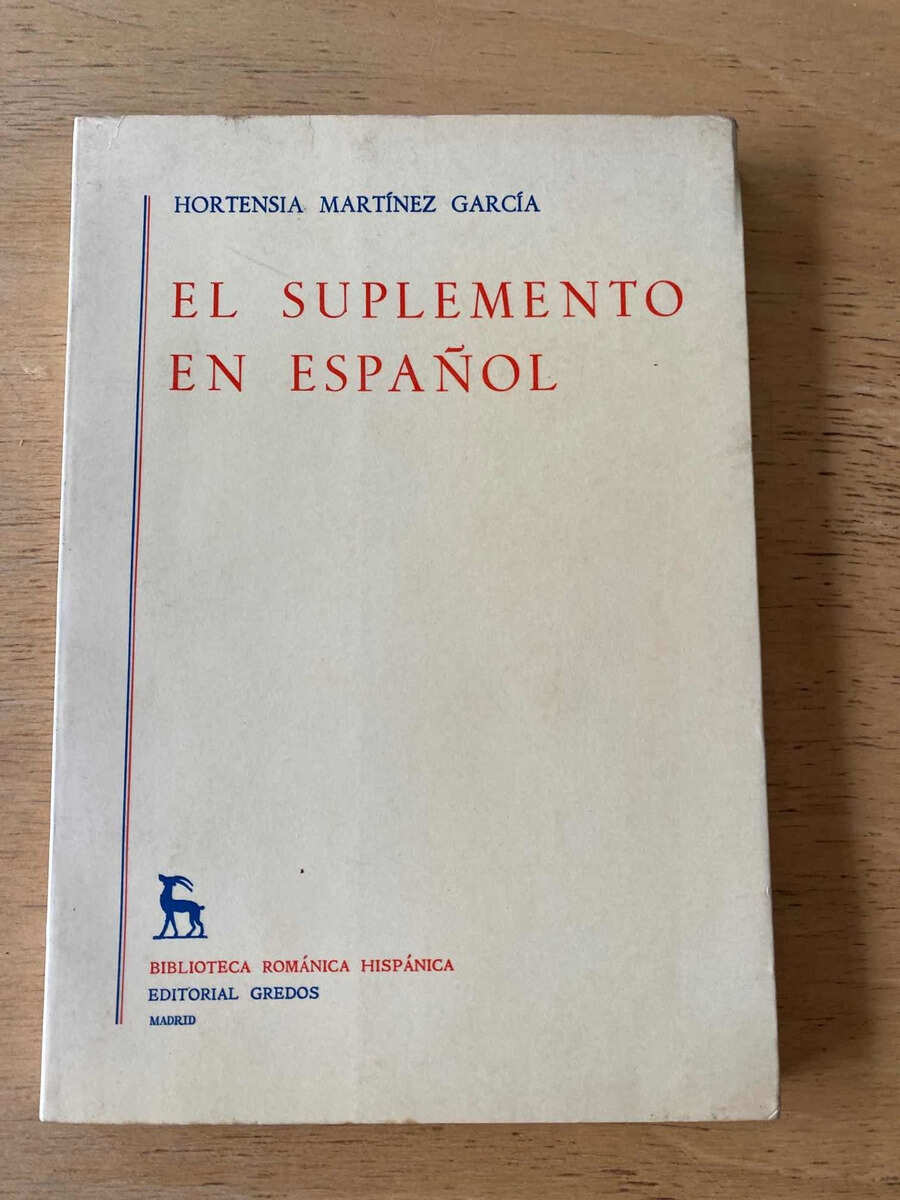 HORTENSIA MARTÍNEZ GARCÍA
EL SUPLEMENTO
EN ESPAÑOL
BIBLIOTECA ROMÁNICA HISPÁNICA
EDITORIAL GREDOS
MADRID